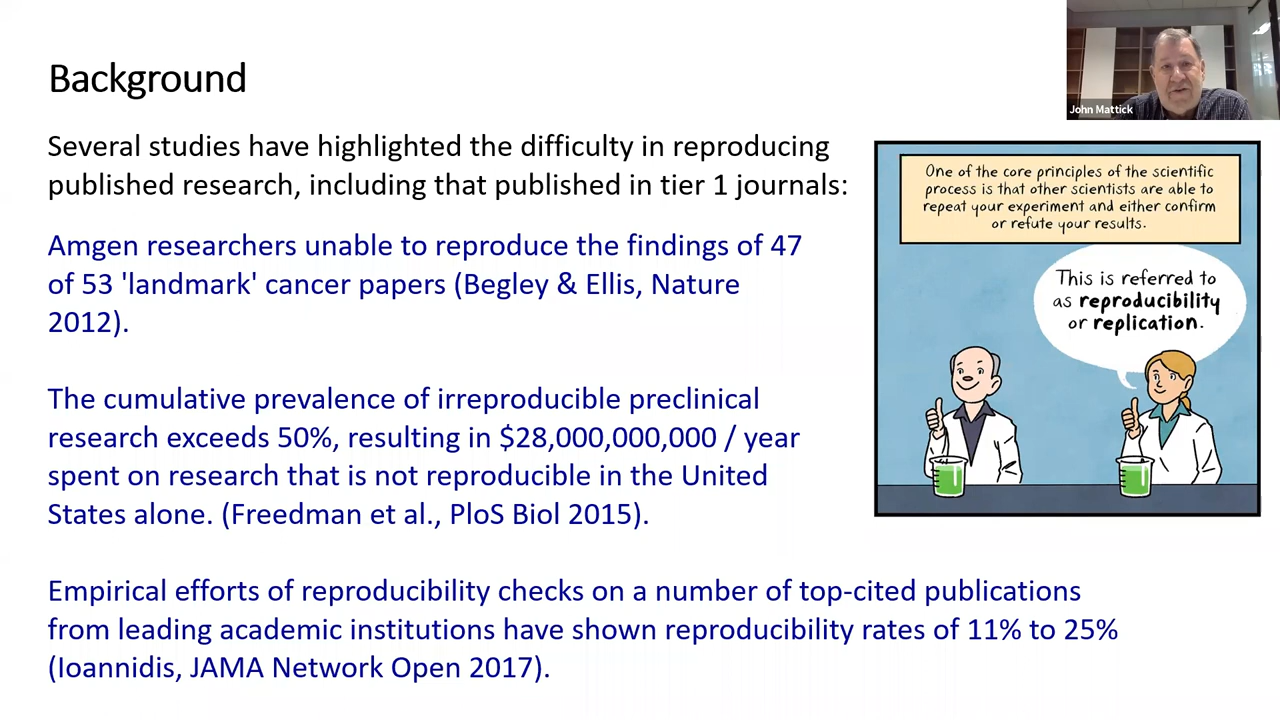 Background
John Mattick
Several studies have highlighted the difficulty in reproducing
published research, including that published in tier 1 journals:
Amgen researchers unable to reproduce the findings of 47
of 53 'landmark' cancer papers (Begley & Ellis, Nature
2012).
The cumulative prevalence of irreproducible preclinical
research exceeds 50%, resulting in $28,000,000,000 / year
spent on research that is not reproducible in the United
States alone. (Freedman et al., PloS Biol 2015).
Empirical efforts of reproducibility checks on a number of top-cited publications
from leading academic institutions have shown reproducibility rates of 11% to 25%
(Ioannidis, JAMA Network Open 2017).
One of the core principles of the scientific
process is that other scientists are able to
repeat your experiment and either confirm
or refute your results.
This is referred to
as reproducibility
or replication.